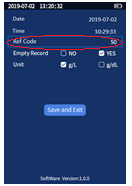 2019-07-02 13:20:32
Date 2019-07-02
Time 10:29:33
Ref Code 50
Empty Record NO YES
Unit g/L g/dL
Save and Exit
SoftWare Version:1.0.0